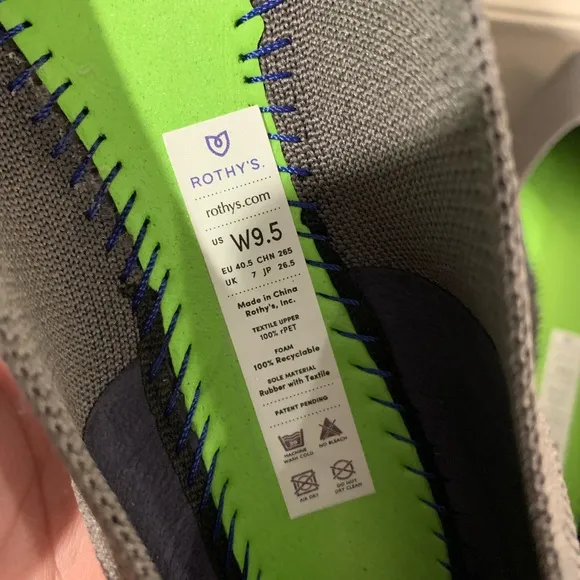 ROTHY'S.
rothys.com
US W9.5
EU 40.5 CHN 265
UK 7 JP 26.5
Made in China
Rothy's, Inc.
TEXTILE UPPER
100% rPET
FOAM
100% Recyclable
SOLE MATERIAL
Rubber with Textile
PATENT PENDING
MACHINE WASH COLD
NO BLEACH
AIR DRY
DO NOT DRY CLEAN